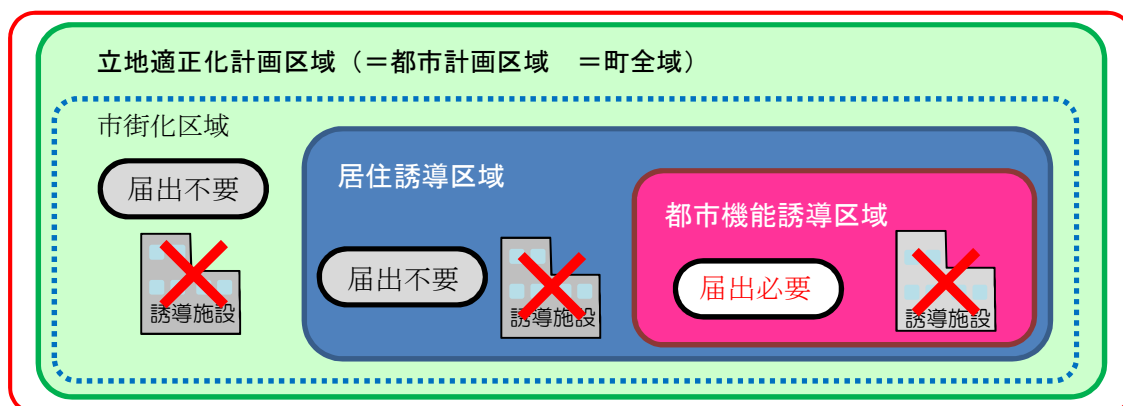 立地適正化計画区域（＝都市計画区域　＝町全域）
市街化区域
届出不要
誘導施設
居住誘導区域
届出不要
誘導施設
都市機能誘導区域
届出必要
誘導施設